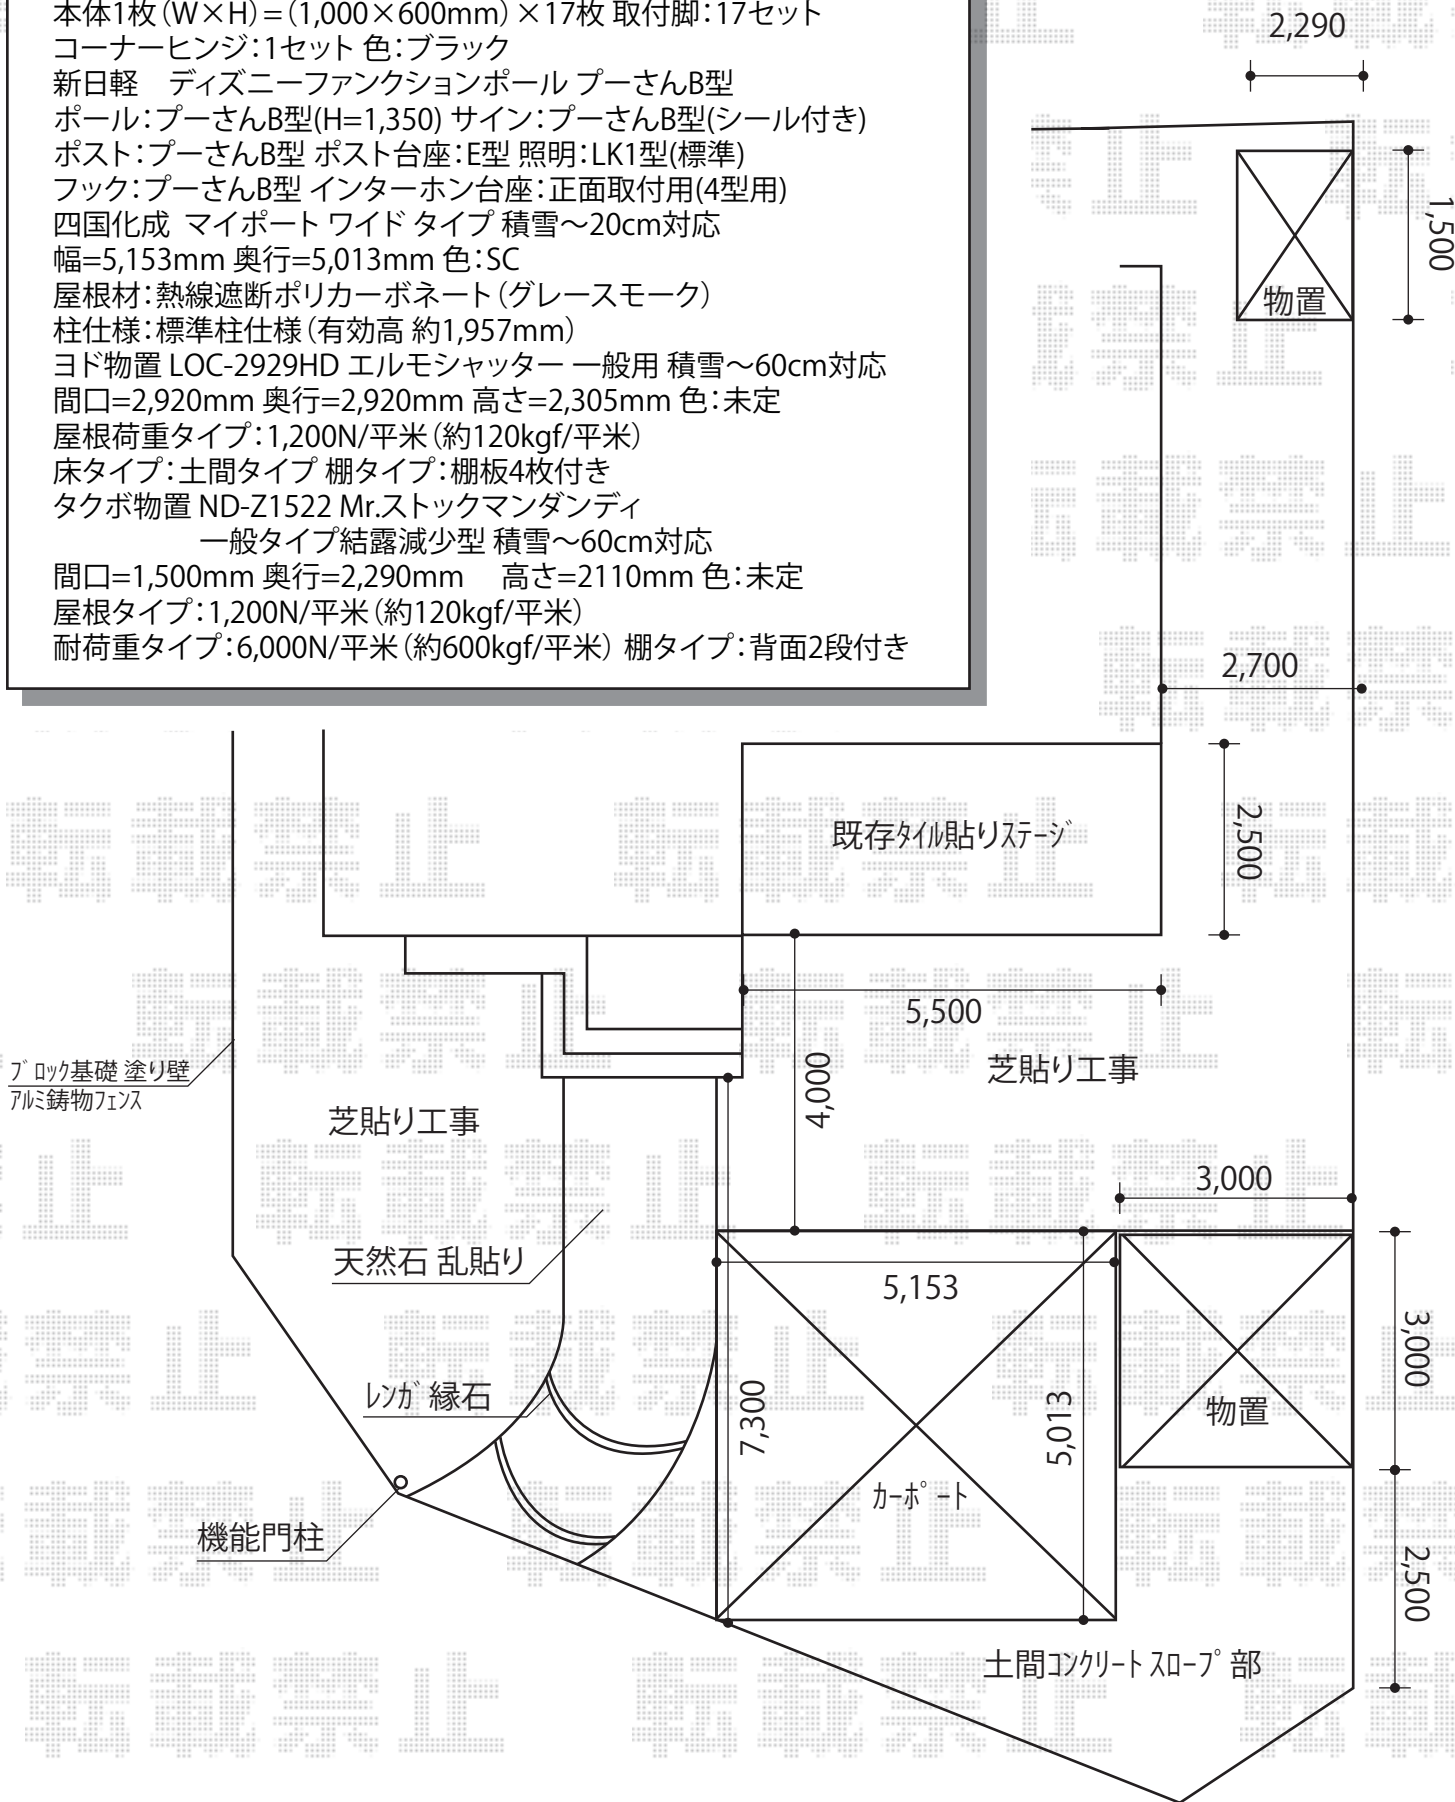 本体1枚(W×H)=(1,000×600mm)×17枚 取付脚:17セット
コーナーヒンジ:1セット 色:ブラック
新日軽　ディズニーファンクションポール プーさんB型
ポール:プーさんB型(H=1,350) サイン:プーさんB型(シール付き)
ポスト:プーさんB型 ポスト台座:E型 照明:LK1型(標準)
フック:プーさんB型 インターホン台座:正面取付用(4型用)
四国化成 マイポート ワイド タイプ 積雪～20cm対応
幅=5,153mm 奥行=5,013mm 色:SC
屋根材:熱線遮断ポリカーボネート(グレースモーク)
柱仕様:標準柱仕様(有効高 約1,957mm)
ヨド物置 LOC-2929HD エルモシャッター 一般用 積雪～60cm対応
間口=2,920mm 奥行=2,920mm 高さ=2,305mm 色:未定
屋根荷重タイプ:1,200N/平米(約120kgf/平米)
床タイプ:土間タイプ 棚タイプ:棚板4枚付き
タクボ物置 ND-Z1522 Mr.ストックマンダンディ
一般タイプ結露減少型 積雪～60cm対応
間口=1,500mm 奥行=2,290mm　高さ=2110mm 色:未定
屋根タイプ:1,200N/平米(約120kgf/平米)
耐荷重タイプ:6,000N/平米(約600kgf/平米) 棚タイプ:背面2段付き
2,290
1,500
物置
2,700
既存ﾀｲﾙ貼りｽﾃｰｼﾞ
2,500
5,500
4,000
芝貼り工事
ﾌﾞﾛｯｸ基礎 塗り壁
ｱﾙﾐ鋳物ﾌｪﾝｽ
芝貼り工事
3,000
天然石 乱貼り
5,153
3,000
ﾚﾝｶﾞ縁石
7,300
5,013
物置
ｶｰﾎﾟｰﾄ
機能門柱
2,500
土間ｺﾝｸﾘｰﾄ ｽﾛｰﾌﾟ部
転載禁止